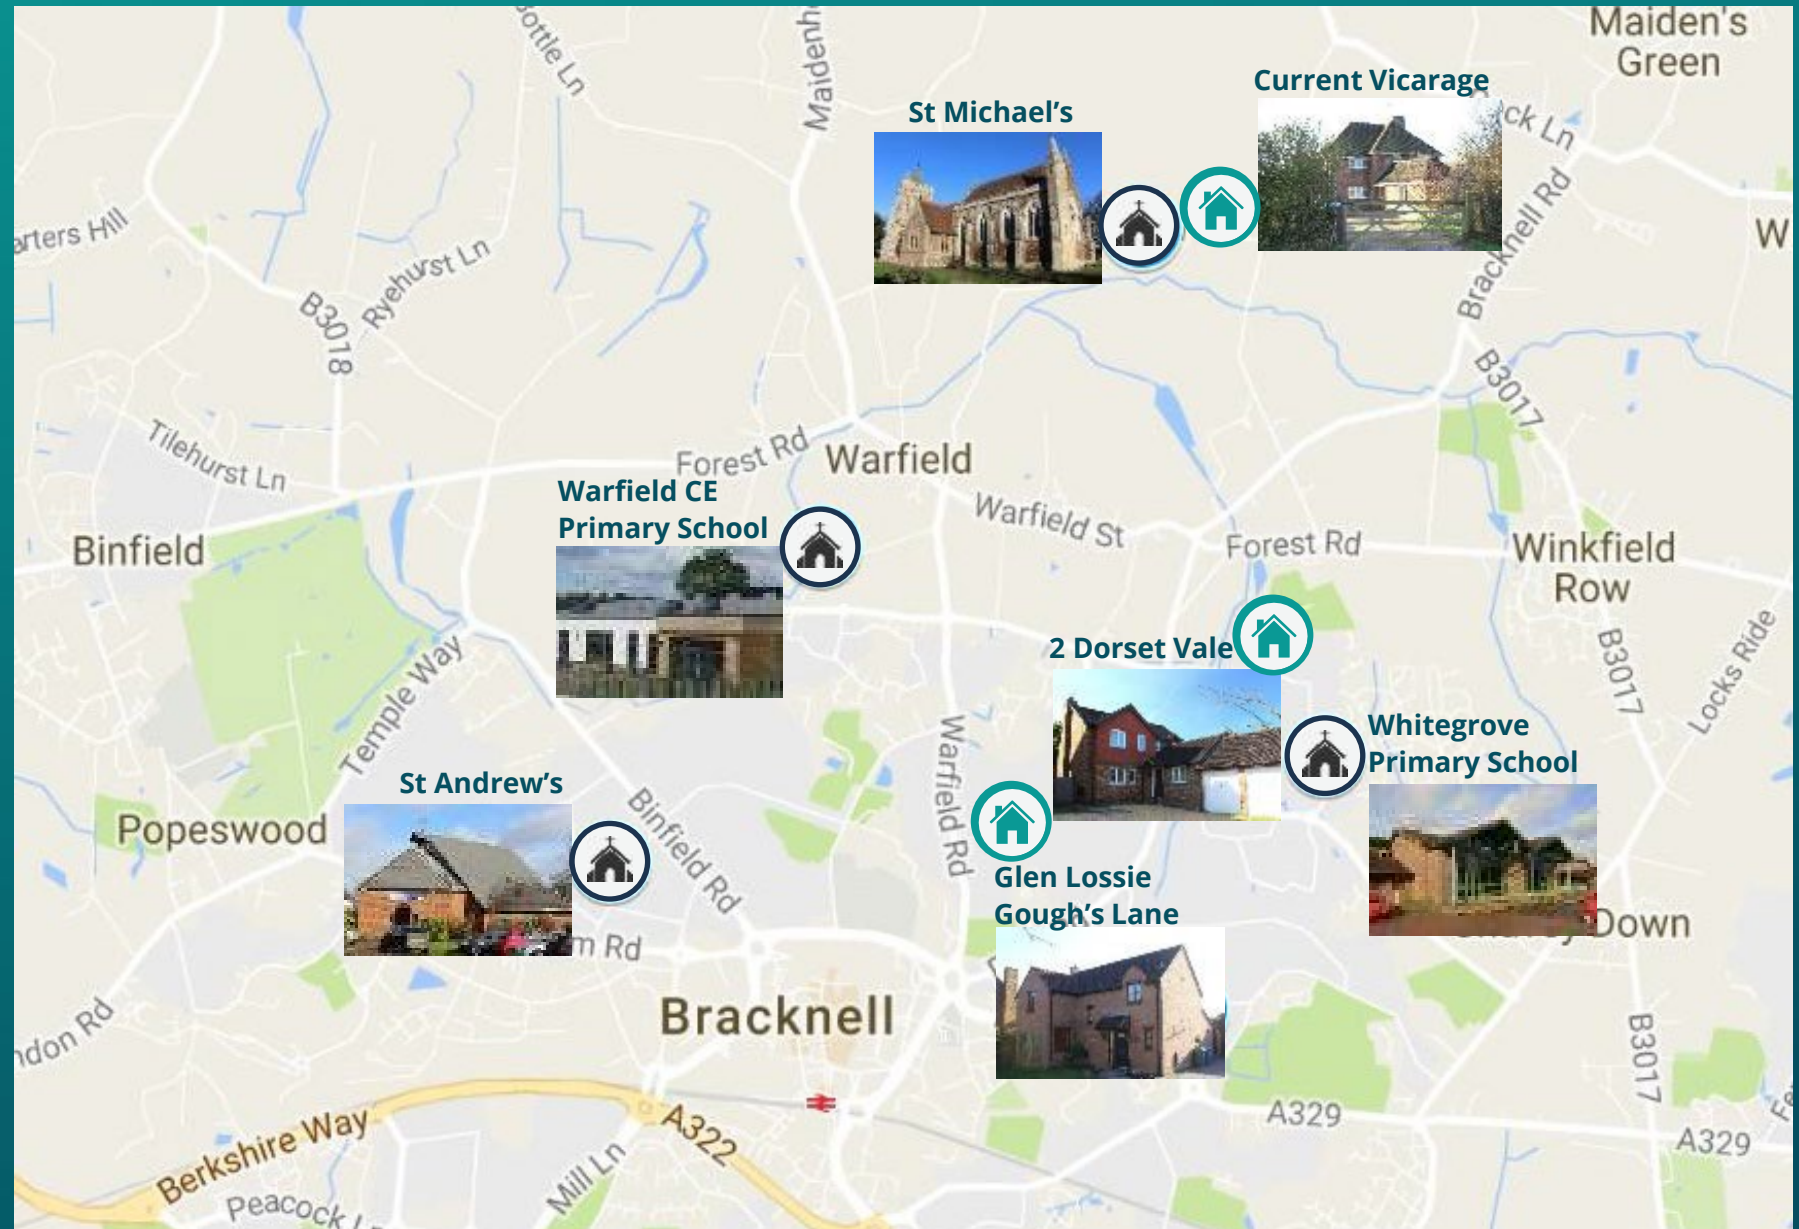 Maiden's
Green
Current Vicarage
St Michael's
Bracknell Rd
B3018
Ryehurst Ln
B3017
Tilehurst Ln
Forest Rd
Warfield
Warfield CE
Primary School
Warfield St
Forest Rd
Binfield
Winkfield
Row
2 Dorset Vale
B3017
Locks Ride
Temple Way
Whitegrove
Primary School
Warfield Rd
St Andrew's
Binfield Rd
Popeswood
Glen Lossie
Gough's Lane
Down
Rd
Bracknell
B3017
Berkshire Way
A322
A329
A329
Mill Ln
Peacock